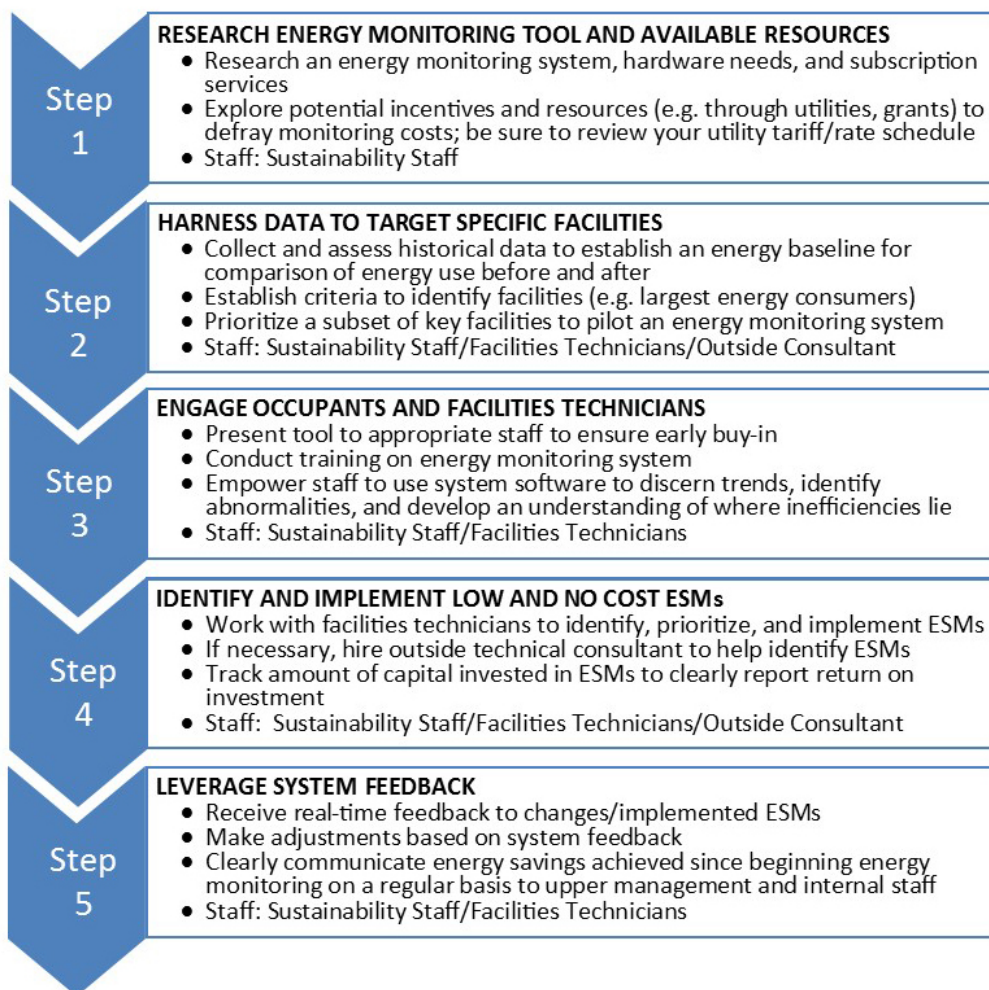 Step
1
RESEARCH ENERGY MONITORING TOOL AND AVAILABLE RESOURCES
• Research an energy monitoring system, hardware needs, and subscription
services
• Explore potential incentives and resources (e.g. through utilities, grants) to
defray monitoring costs; be sure to review your utility tariff/rate schedule
• Staff: Sustainability Staff
Step
2
HARNESS DATA TO TARGET SPECIFIC FACILITIES
• Collect and assess historical data to establish an energy baseline for
comparison of energy use before and after
• Establish criteria to identify facilities (e.g. largest energy consumers)
• Prioritize a subset of key facilities to pilot an energy monitoring system
• Staff: Sustainability Staff/Facilities Technicians/Outside Consultant
Step
3
ENGAGE OCCUPANTS AND FACILITIES TECHNICIANS
• Present tool to appropriate staff to ensure early buy-in
• Conduct training on energy monitoring system
• Empower staff to use system software to discern trends, identify
abnormalities, and develop an understanding of where inefficiencies lie
• Staff: Sustainability Staff/Facilities Technicians
Step
4
IDENTIFY AND IMPLEMENT LOW AND NO COST ESMs
• Work with facilities technicians to identify, prioritize, and implement ESMs
• If necessary, hire outside technical consultant to help identify ESMs
• Track amount of capital invested in ESMs to clearly report return on
investment
• Staff: Sustainability Staff/Facilities Technicians/Outside Consultant
Step
5
LEVERAGE SYSTEM FEEDBACK
• Receive real-time feedback to changes/implemented ESMs
• Make adjustments based on system feedback
• Clearly communicate energy savings achieved since beginning energy
monitoring on a regular basis to upper management and internal staff
• Staff: Sustainability Staff/Facilities Technicians